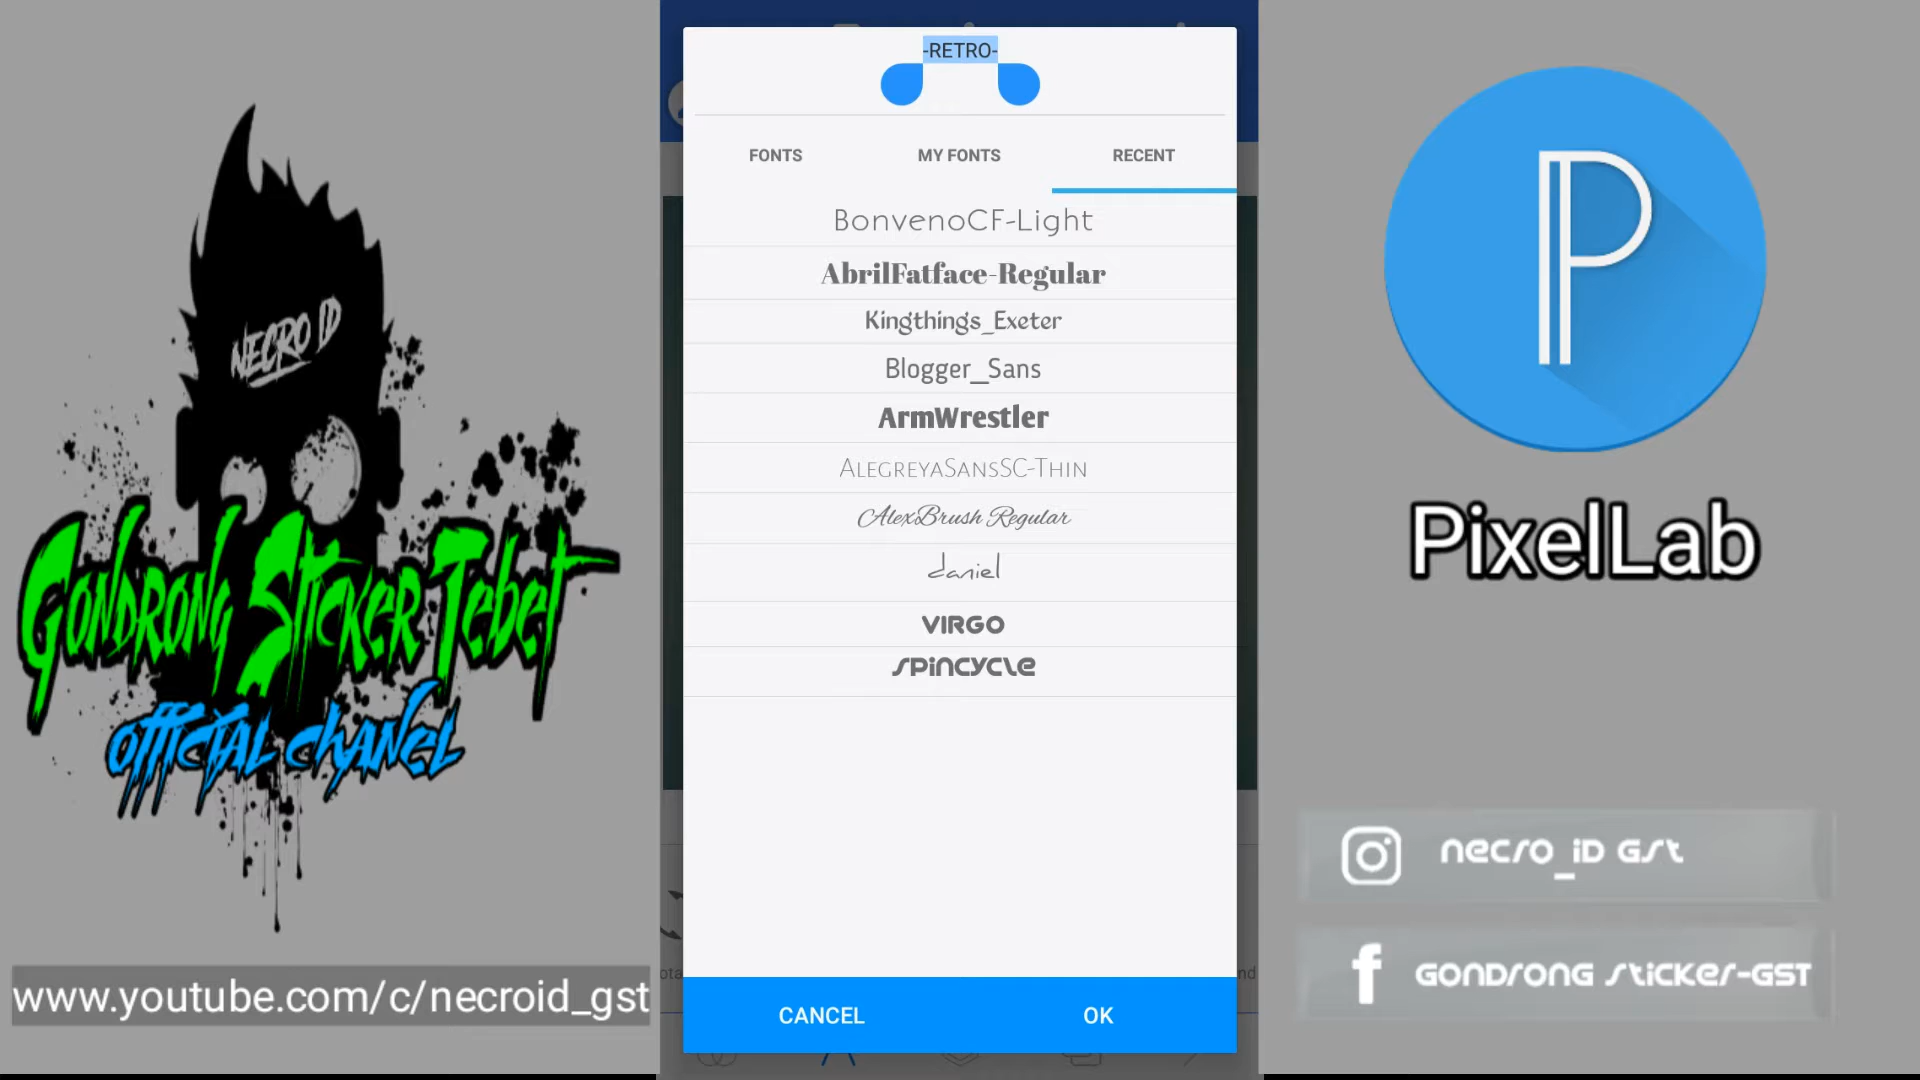 NECRO ID
Gondrong Sticker Tebet
official chanel
www.youtube.com/c/necroid_gst
-RETRO-
FONTS
MY FONTS
RECENT
BonvenoCF-Light
AbrilFatface-Regular
Kingthings_Exeter
Blogger_Sans
ArmWrestler
AlegreyaSansSC-Thin
AlexBrush Regular
daniel
VIRGO
SPINCYCLE
CANCEL
OK
PixelLab
necro_ID GST
GONDRONG STICKER-GST